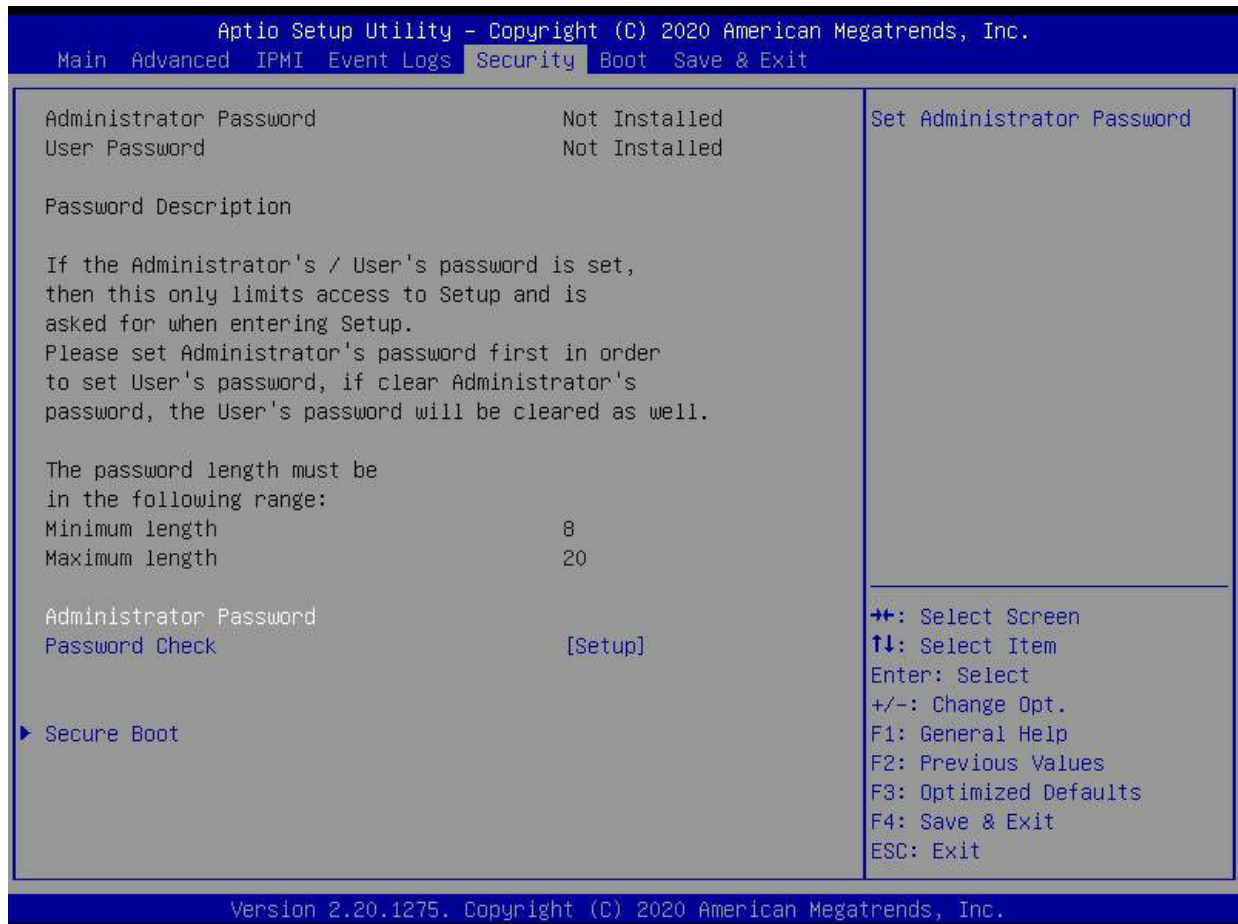 Aptio Setup Utility – Copyright (C) 2020 American Megatrends, Inc.
Main Advanced IPMI Event Logs Security Boot Save & Exit
Administrator Password Not Installed
User Password Not Installed
Password Description
If the Administrator's / User's password is set,
then this only limits access to Setup and is
asked for when entering Setup.
Please set Administrator's password first in order
to set User's password, if clear Administrator's
password, the User's password will be cleared as well.
The password length must be
in the following range:
Minimum length 8
Maximum length 20
Administrator Password
Password Check [Setup]
Secure Boot
Set Administrator Password
→←: Select Screen
↑↓: Select Item
Enter: Select
+/-: Change Opt.
F1: General Help
F2: Previous Values
F3: Optimized Defaults
F4: Save & Exit
ESC: Exit
Version 2.20.1275. Copyright (C) 2020 American Megatrends, Inc.